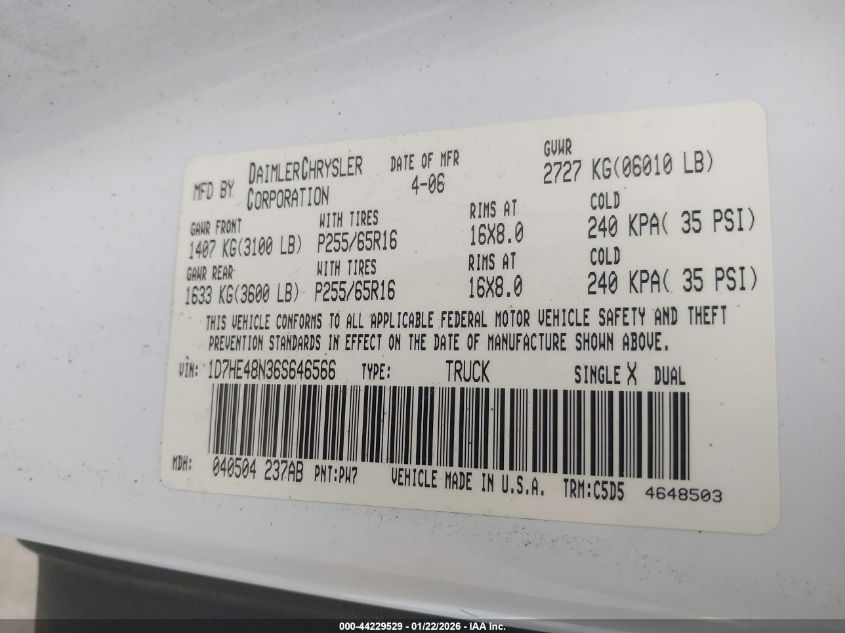 MFD BY DAIMLERCHRYSLER CORPORATION DATE OF MFR 4-06 GVWR 2727 KG(06010 LB)
GAWR FRONT WITH TIRES RIMS AT COLD
1407 KG(3100 LB) P255/65R16 16X8.0 240 KPA( 35 PSI)
GAWR REAR WITH TIRES RIMS AT COLD
1633 KG(3600 LB) P255/65R16 16X8.0 240 KPA( 35 PSI)
THIS VEHICLE CONFORMS TO ALL APPLICABLE FEDERAL MOTOR VEHICLE SAFETY AND THEFT
PREVENTION STANDARDS IN EFFECT ON THE DATE OF MANUFACTURE SHOWN ABOVE.
VIN: 1D7HE48N36S646566 TYPE: TRUCK SINGLE X DUAL
MDH: 040504 237AB PNT:PW7 VEHICLE MADE IN U.S.A. TRM:C5D5 4648503
000-44229529 - 01/22/2026 - IAA Inc.